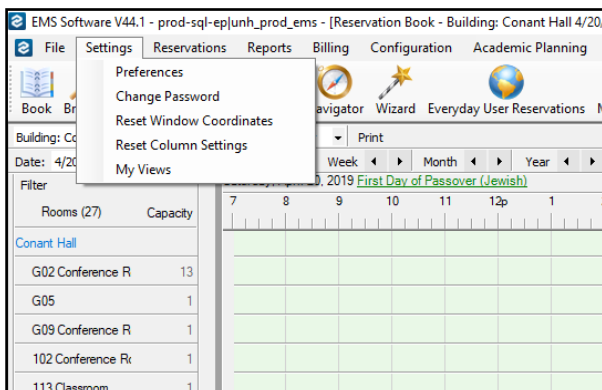 EMS Software V44.1 - prod-sql-ep|unh_prod_ems - [Reservation Book - Building: Conant Hall 4/20/
File Settings Reservations Reports Billing Configuration Academic Planning
Preferences
Change Password
Reset Window Coordinates
Reset Column Settings
My Views
Book Br avigator Wizard Everyday User Reservations
Building: Co Print
Date: 4/20 Week Month Year
Filter 20, 2019 First Day of Passover (Jewish)
Rooms (27) Capacity 7 8 9 10 11 12p 1
Conant Hall
G02 Conference R 13
G05 1
G09 Conference R 1
102 Conference Ro 1
113 Classroom 1